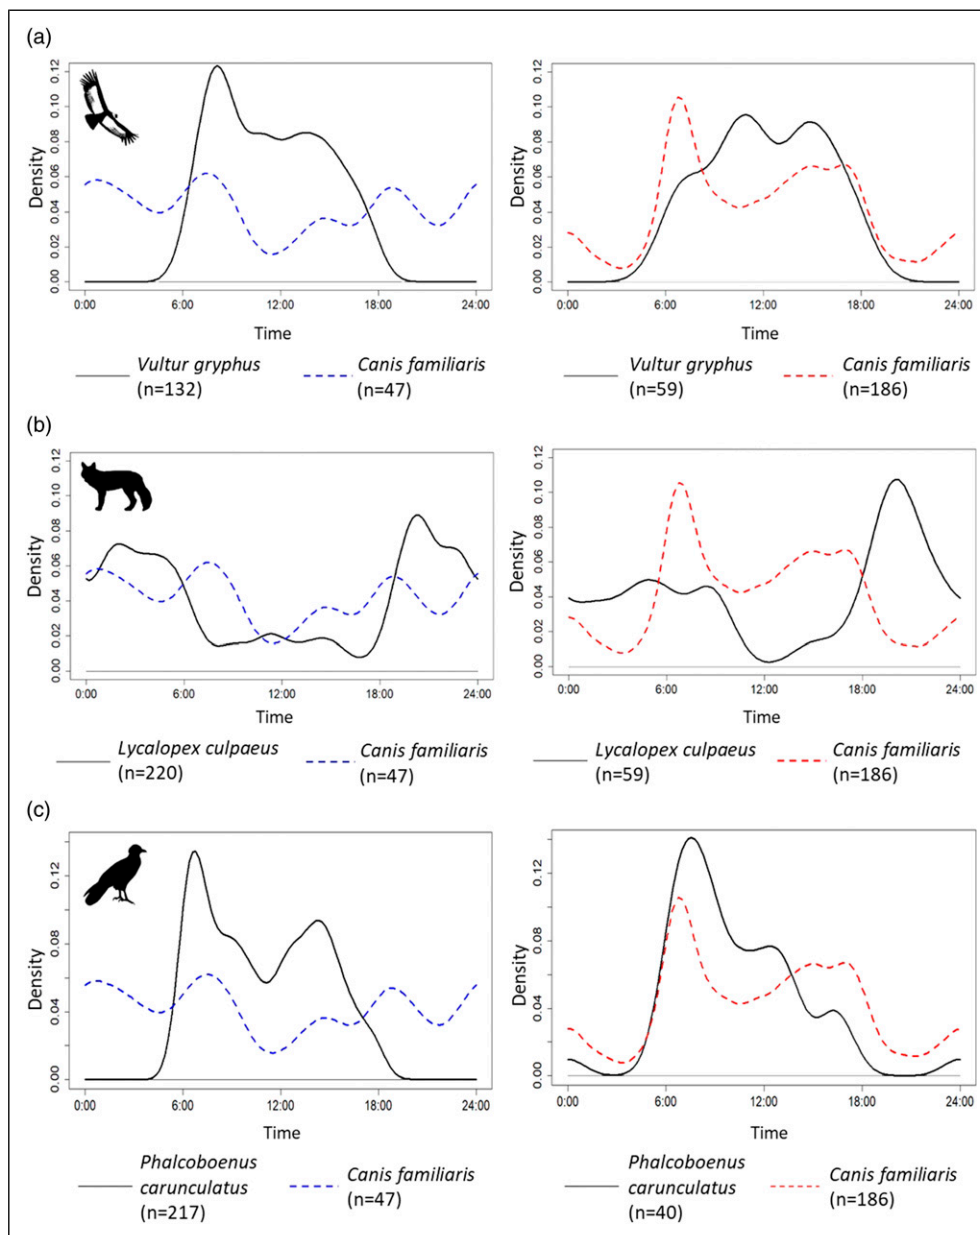 (a)
Density
0.00 0.02 0.04 0.06 0.08 0.10 0.12
0:00 6:00 12:00 18:00 24:00
Time
Vultur gryphus
(n=132)
Canis familiaris
(n=47)
Density
0.00 0.02 0.04 0.06 0.08 0.10 0.12
0:00 6:00 12:00 18:00 24:00
Time
Vultur gryphus
(n=59)
Canis familiaris
(n=186)
(b)
Density
0.00 0.02 0.04 0.06 0.08 0.10 0.12
0:00 6:00 12:00 18:00 24:00
Time
Lycalopex culpaeus
(n=220)
Canis familiaris
(n=47)
Density
0.00 0.02 0.04 0.06 0.08 0.10 0.12
0:00 6:00 12:00 18:00 24:00
Time
Lycalopex culpaeus
(n=59)
Canis familiaris
(n=186)
(c)
Density
0.00 0.04 0.08 0.12
0:00 6:00 12:00 18:00 24:00
Time
Phalcoboenus
carunculatus
(n=217)
Canis familiaris
(n=47)
Density
0.00 0.04 0.08 0.12
0:00 6:00 12:00 18:00 24:00
Time
Phalcoboenus
carunculatus
(n=40)
Canis familiaris
(n=186)